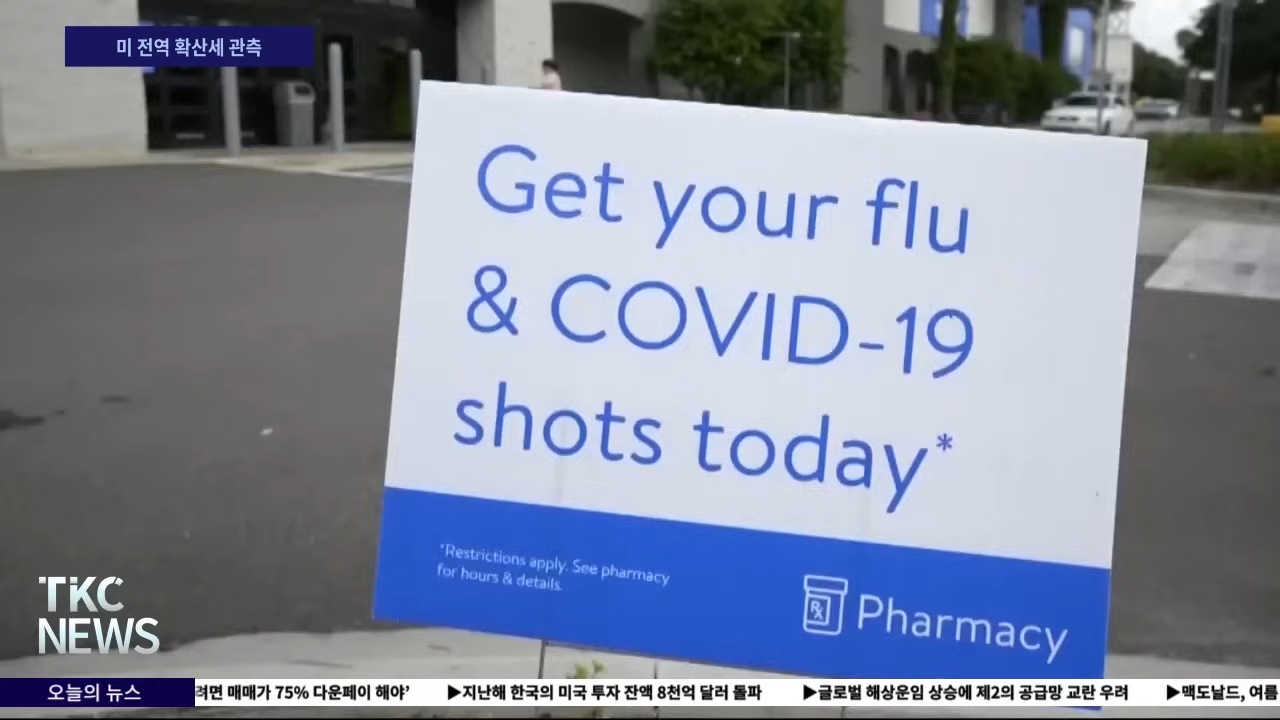 미 전역 확산세 관측
Get your flu
& COVID-19
shots today*
*Restrictions apply. See pharmacy
for hours & details.
Rx
Pharmacy
TKC
NEWS
오늘의 뉴스
려면 매매가 75% 다운페이 해야’ ▶지난해 한국의 미국 투자 잔액 8천억 달러 돌파 ▶글로벌 해상운임 상승에 제2의 공급망 교란 우려 ▶맥도날드, 여름